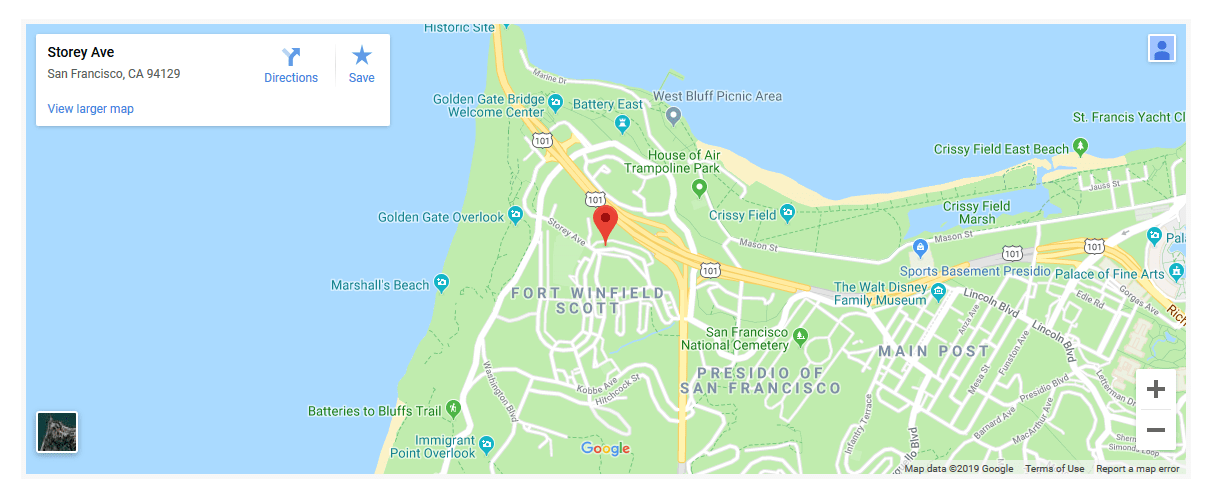 Historic Site
Storey Ave
San Francisco, CA 94129
Directions
Save
View larger map
Marine Dr
Golden Gate Bridge
Welcome Center
Battery East
West Bluff Picnic Area
101
House of Air
Trampoline Park
St. Francis Yacht Cl
Crissy Field East Beach
Jauss St
Crissy Field
Marsh
101
Golden Gate Overlook
Crissy Field
Storey Ave
Mason St
Mason St
101
101
101
Pala
Sports Basement Presidio
Palace of Fine Arts
Marshall's Beach
FORT WINFIELD
SCOTT
The Walt Disney
Family Museum
Lincoln Blvd
Edie Rd
Gorgas Ave
Rich
Anza Ave
Lincoln Blvd
San Francisco
National Cemetery
Funston Ave
MAIN POST
PRESIDIO OF
SAN FRANCISCO
Washington Blvd
Kobbe Ave
Hitchcock St
Mesa St
Presidio Blvd
Letterman Dr
Batteries to Bluffs Trail
Infantry Terrace
Barnard Ave
MacArthur Ave
Immigrant
Point Overlook
Google
Blvd
Simonds Loop
Map data ©2019 Google
Terms of Use
Report a map error